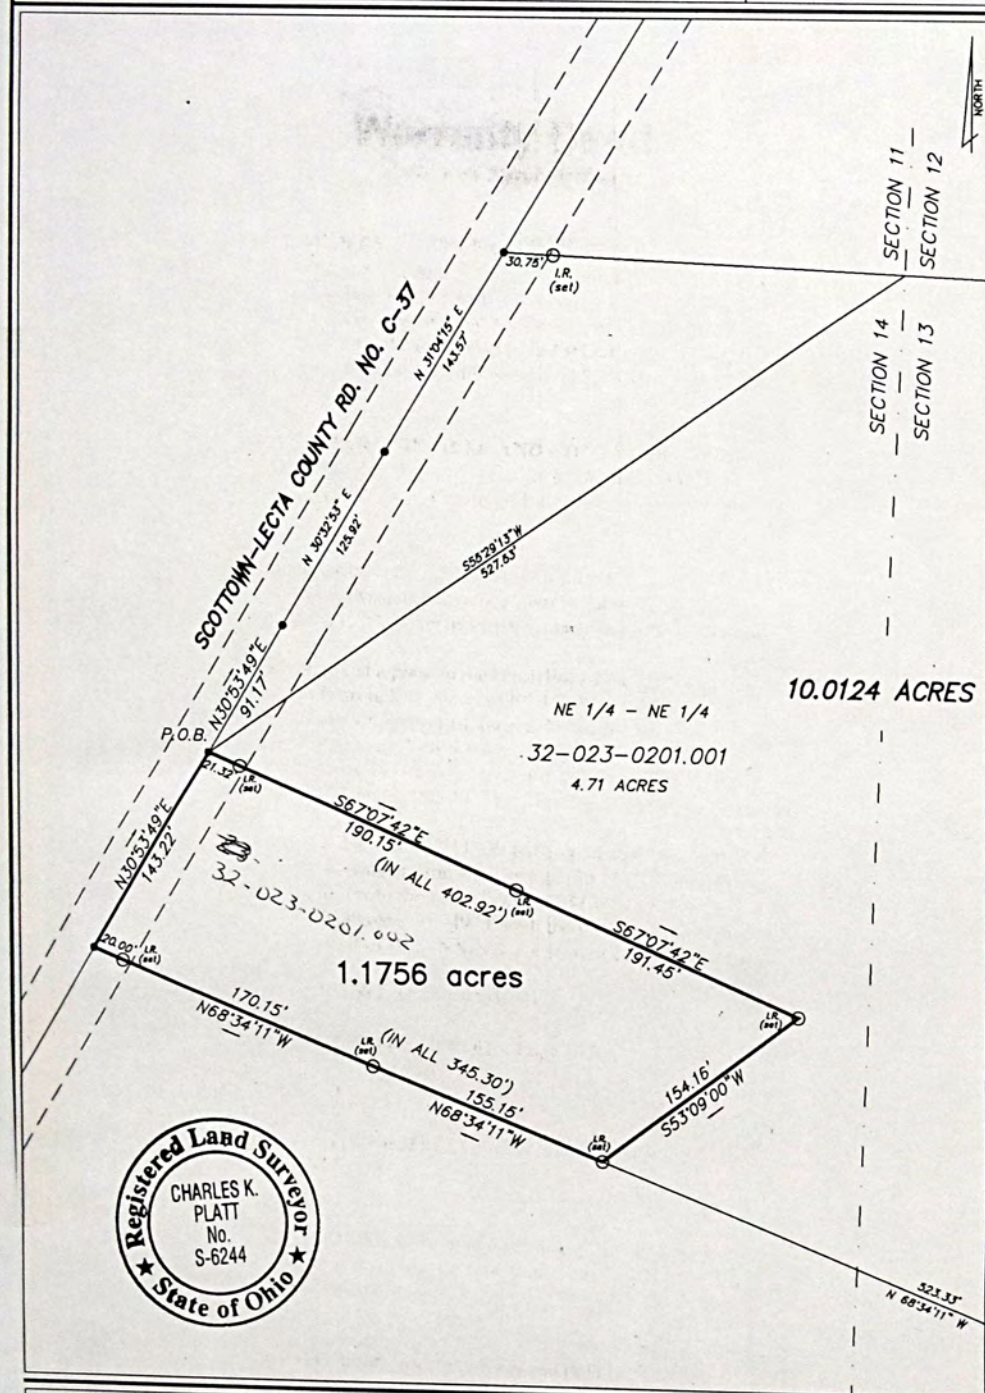 NORTH
SECTION 11
SECTION 12
30.75'
I.R.
(set)
SECTION 14
SECTION 13
N 31°04'15" E
143.57'
SCOTTOWN-LECTA COUNTY RD. NO. C-37
N 30°32'53" E
125.92'
527.63'
N30°53'49"E
91.17'
10.0124 ACRES
NE 1/4 - NE 1/4
32-023-0201.001
4.71 ACRES
P.O.B.
21.32'
I.R.
(set)
S67°07'42"E
190.15'
(IN ALL 402.92')
I.R.
(set)
S67°07'42"E
191.45'
I.R.
(set)
N30°53'49"E
143.22'
32-023-0201.002
1.1756 acres
20.00'
I.R.
(set)
170.15'
N68°34'11"W
I.R.
(set)
(IN ALL 345.30')
155.15'
N68°34'11"W
154.16'
S53°09'00"W
I.R.
(set)
523.33'
N 68°34'11" W
Registered Land Surveyor
CHARLES K.
PLATT
No.
S-6244
★ State of Ohio ★